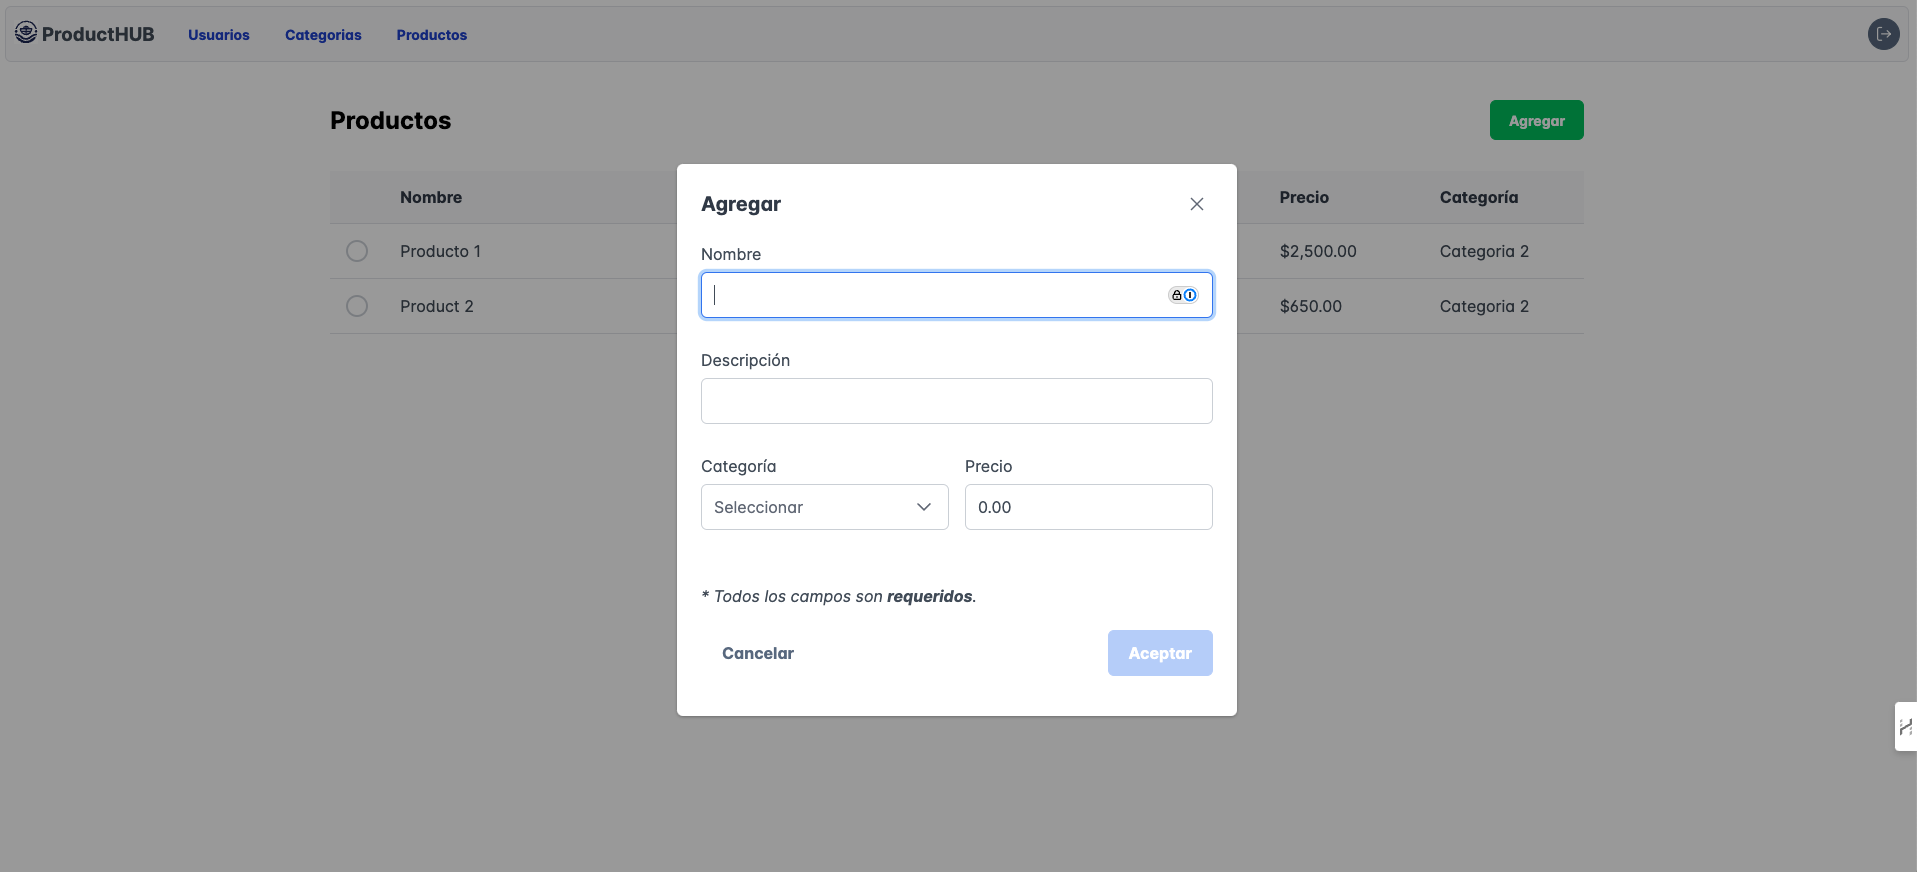 ProductHUB Usuarios Categorias Productos
Productos Agregar
Nombre Precio Categoría
Producto 1 $2,500.00 Categoria 2
Product 2 $650.00 Categoria 2
Agregar
Nombre
Descripción
Categoría Precio
Seleccionar 0.00
* Todos los campos son requeridos.
Cancelar Aceptar